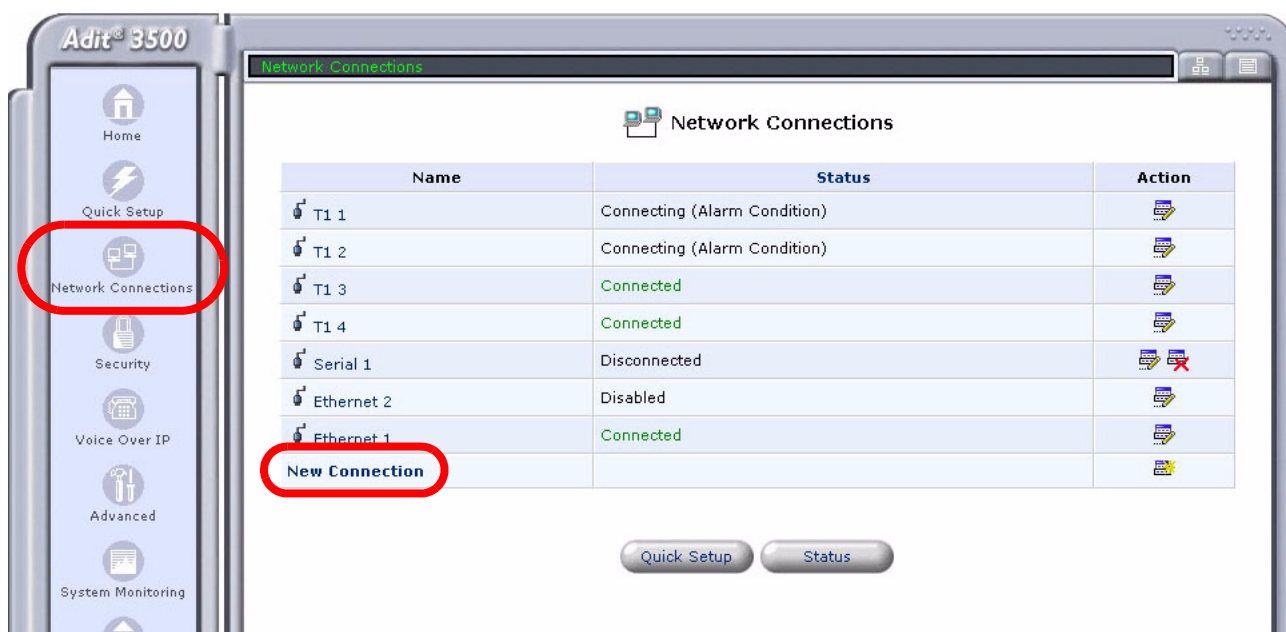 Adit® 3500
Network Connections
Home
Quick Setup
Network Connections
Security
Voice Over IP
Advanced
System Monitoring
Network Connections
Name Status Action
T1 1 Connecting (Alarm Condition)
T1 2 Connecting (Alarm Condition)
T1 3 Connected
T1 4 Connected
Serial 1 Disconnected
Ethernet 2 Disabled
Ethernet 1 Connected
New Connection
Quick Setup Status